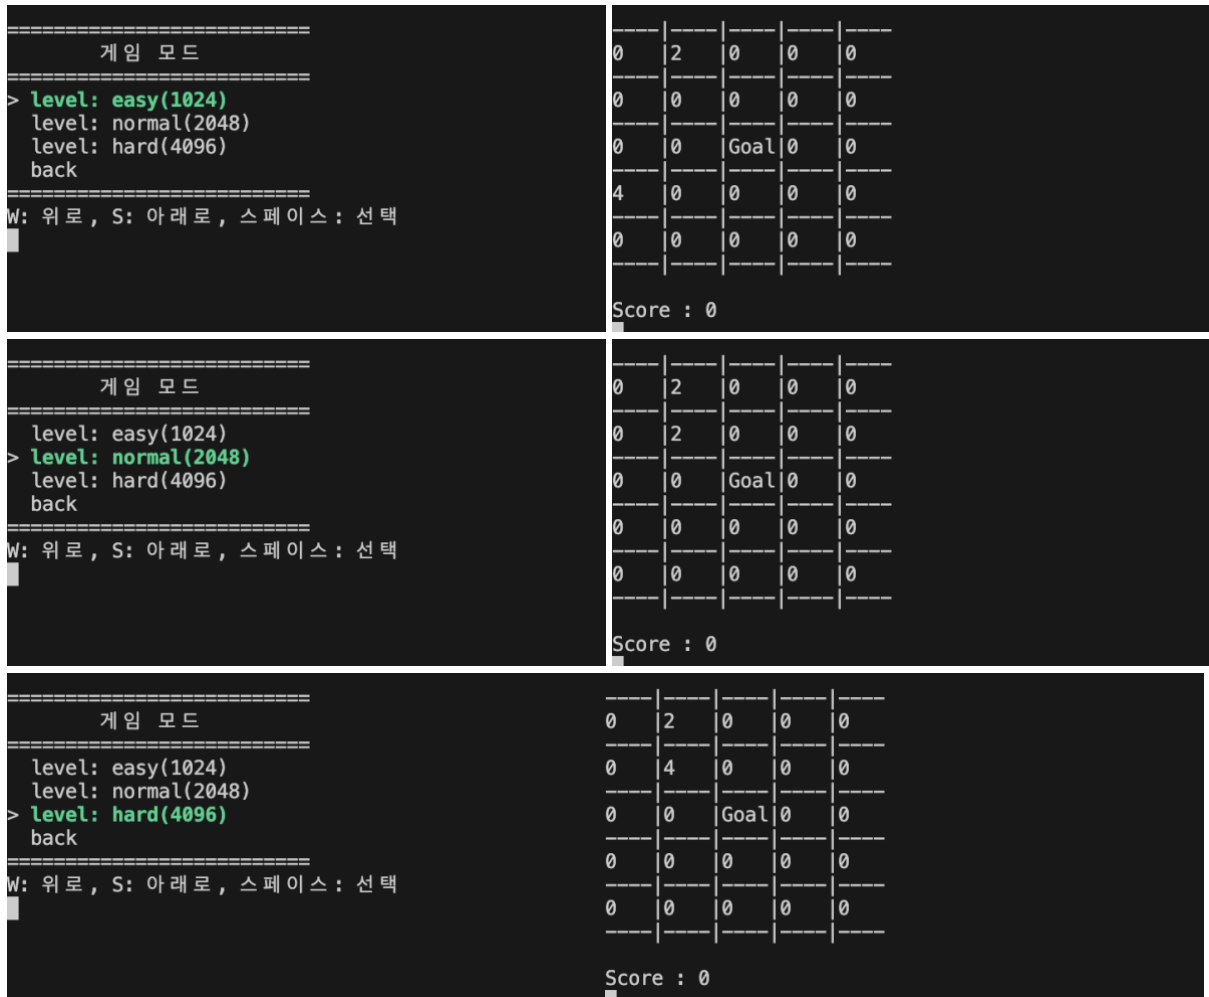 ==========================
게임 모드
==========================
> level: easy(1024)
level: normal(2048)
level: hard(4096)
back
==========================
W: 위로, S: 아래로, 스페이스: 선택
----|----|----|----|----
0   |2   |0   |0   |0
----|----|----|----|----
0   |0   |0   |0   |0
----|----|----|----|----
0   |0   |Goal|0   |0
----|----|----|----|----
4   |0   |0   |0   |0
----|----|----|----|----
0   |0   |0   |0   |0
----|----|----|----|----
Score : 0
==========================
게임 모드
==========================
level: easy(1024)
> level: normal(2048)
level: hard(4096)
back
==========================
W: 위로, S: 아래로, 스페이스: 선택
----|----|----|----|----
0   |2   |0   |0   |0
----|----|----|----|----
0   |2   |0   |0   |0
----|----|----|----|----
0   |0   |Goal|0   |0
----|----|----|----|----
0   |0   |0   |0   |0
----|----|----|----|----
0   |0   |0   |0   |0
----|----|----|----|----
Score : 0
==========================
게임 모드
==========================
level: easy(1024)
level: normal(2048)
> level: hard(4096)
back
==========================
W: 위로, S: 아래로, 스페이스: 선택
----|----|----|----|----
0   |2   |0   |0   |0
----|----|----|----|----
0   |4   |0   |0   |0
----|----|----|----|----
0   |0   |Goal|0   |0
----|----|----|----|----
0   |0   |0   |0   |0
----|----|----|----|----
0   |0   |0   |0   |0
----|----|----|----|----
Score : 0